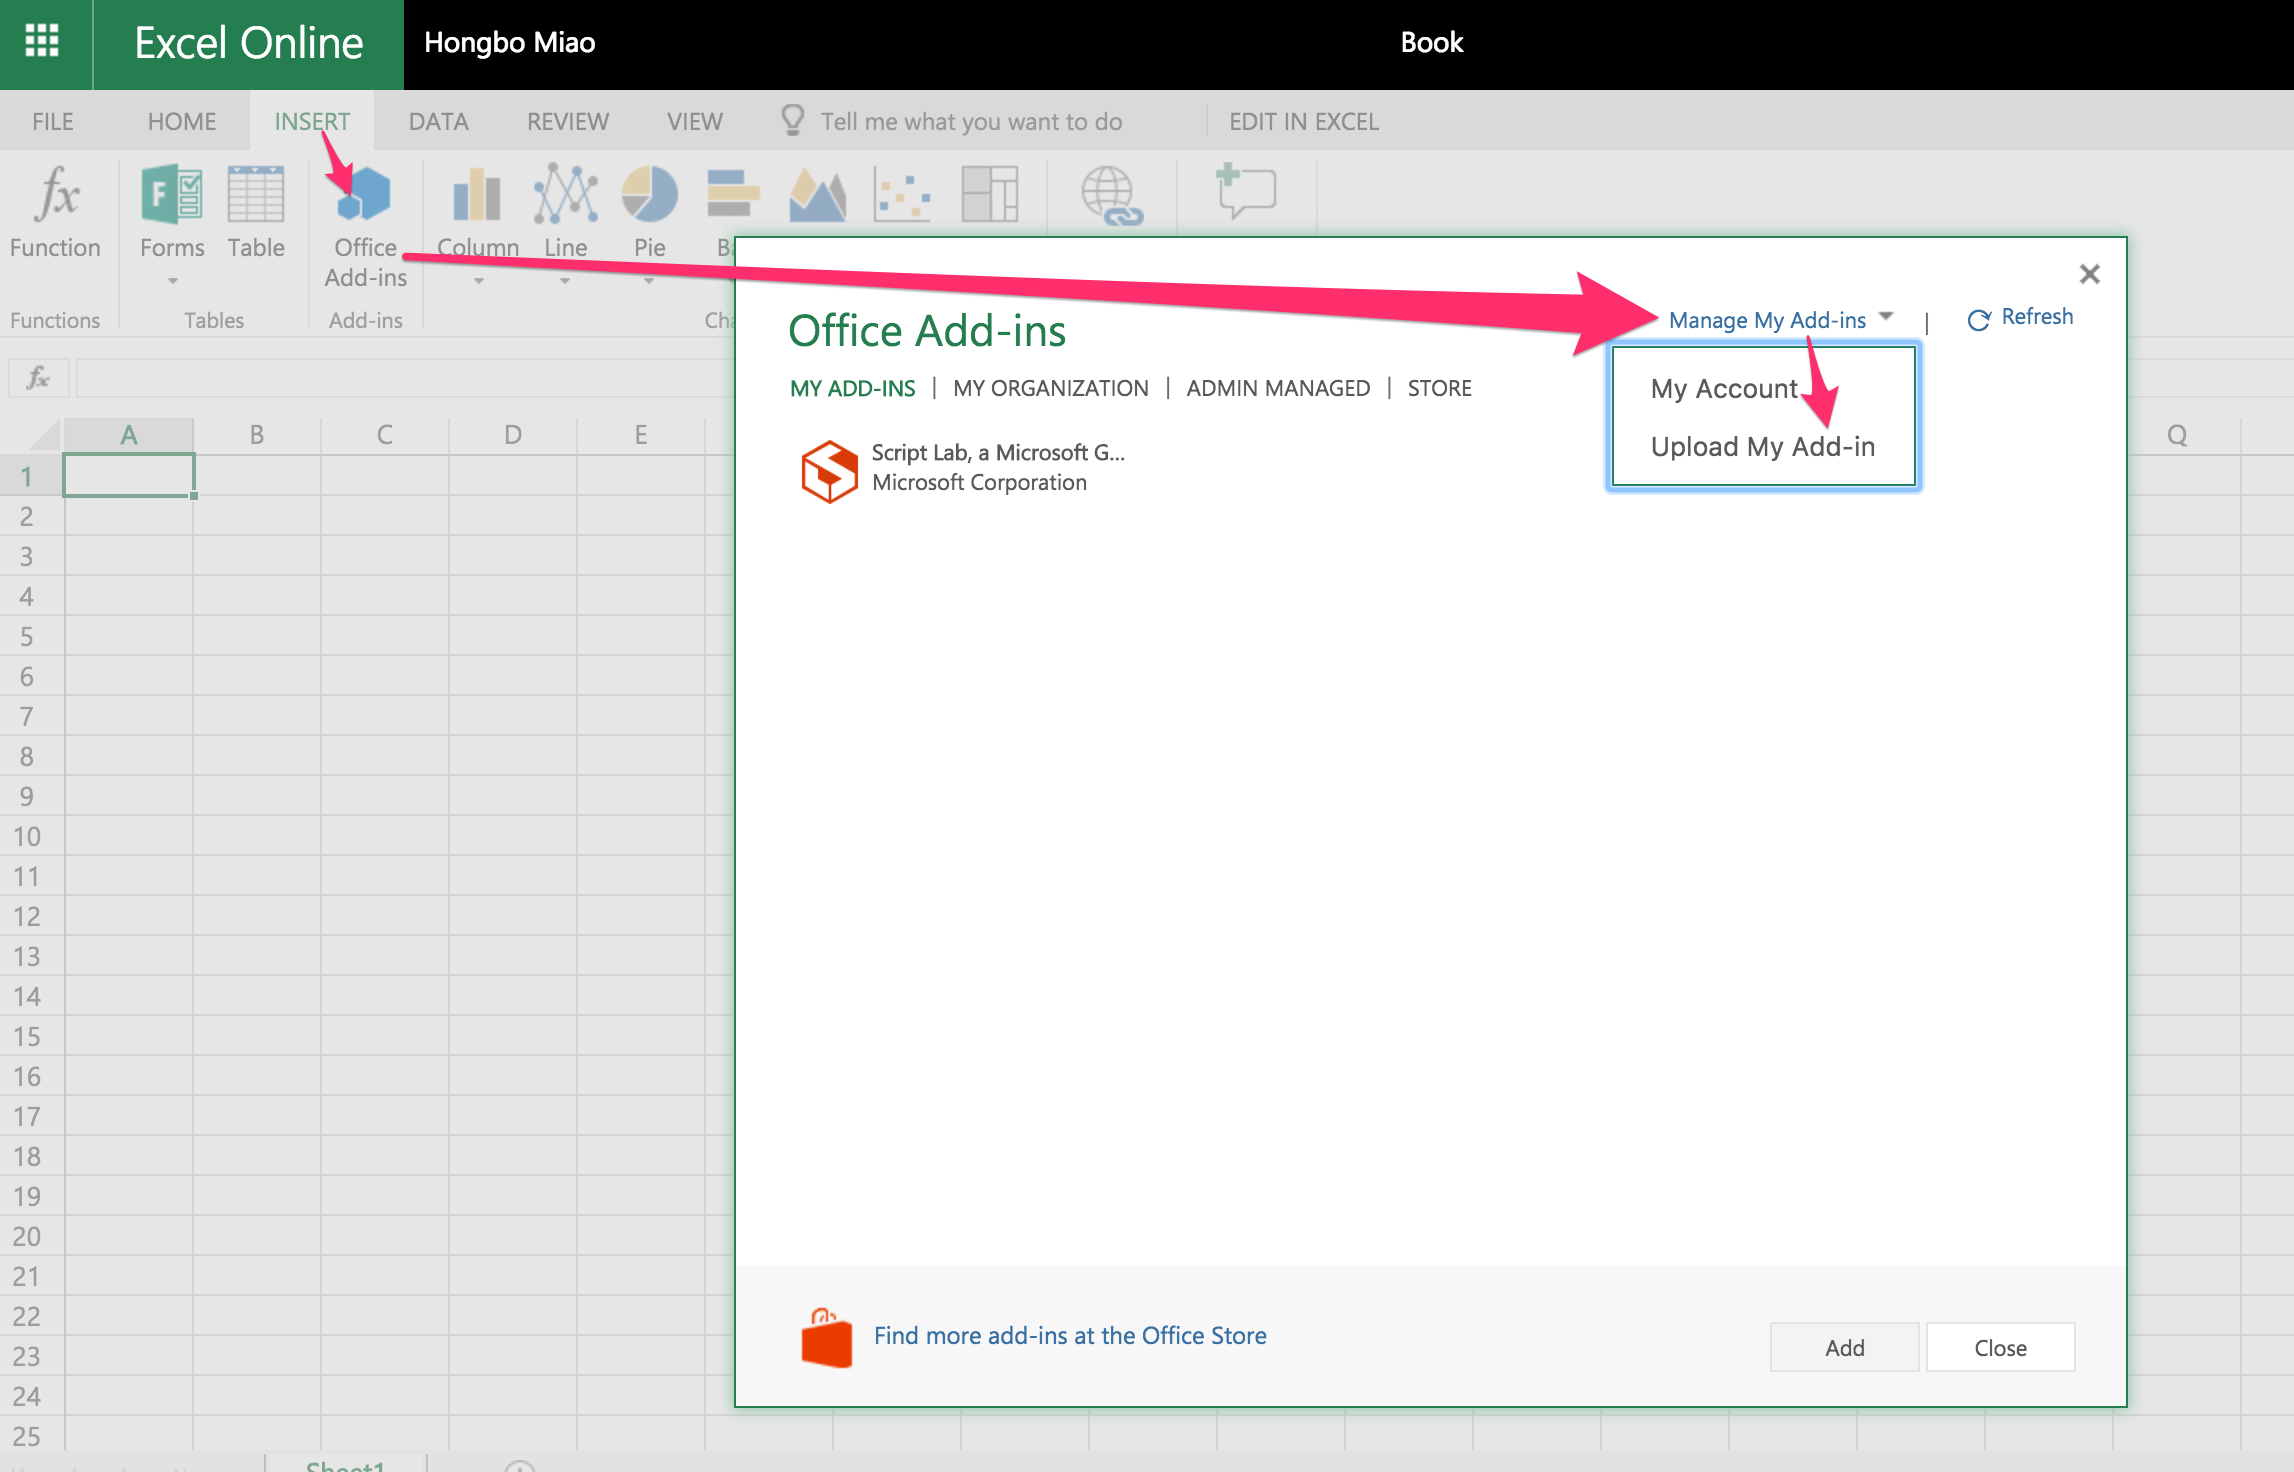 Excel Online
Hongbo Miao
Book
FILE HOME INSERT DATA REVIEW VIEW Tell me what you want to do EDIT IN EXCEL
fx
F
Function
Forms
Table
Office
Add-ins
Column
Line
Pie
Functions
Tables
Add-ins
fx
A B C D E Q
1
2
3
4
5
6
7
8
9
10
11
12
13
14
15
16
17
18
19
20
21
22
23
24
25
Sheet1
Office Add-ins
Manage My Add-ins | Refresh
My Account
Upload My Add-in
MY ADD-INS | MY ORGANIZATION | ADMIN MANAGED | STORE
Script Lab, a Microsoft G...
Microsoft Corporation
Find more add-ins at the Office Store
Add
Close